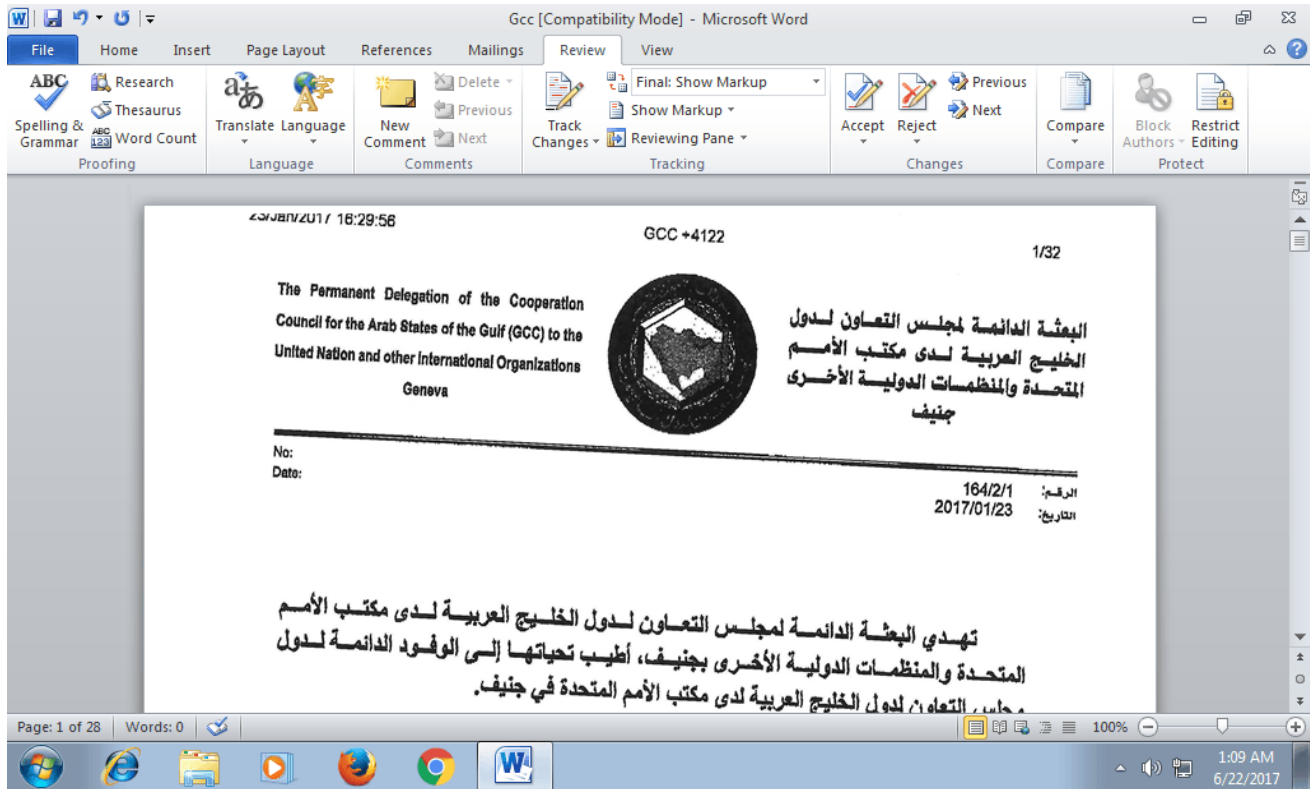 Gcc [Compatibility Mode] - Microsoft Word
File Home Insert Page Layout References Mailings Review View
ABC Spelling & Grammar
Research
Thesaurus
Word Count
Proofing
Translate
Language
Language
New Comment
Delete
Previous
Next
Comments
Track Changes
Final: Show Markup
Show Markup
Reviewing Pane
Tracking
Accept
Reject
Previous
Next
Changes
Compare
Compare
Block Authors
Restrict Editing
Protect
23/Jan/2017 16:29:56
GCC +4122
1/32
The Permanent Delegation of the Cooperation
Council for the Arab States of the Gulf (GCC) to the
United Nation and other International Organizations
Geneva
البعثة الدائمة لمجلس التعاون لدول
الخليج العربية لدى مكتب الأمم
المتحدة والمنظمات الدولية الأخرى
جنيف
No:
Date:
الرقم: 164/2/1
التاريخ: 2017/01/23
تهدي البعثة الدائمة لمجلس التعاون لدول الخليج العربية لدى مكتب الأمم
المتحدة والمنظمات الدولية الأخرى بجنيف، أطيب تحياتها إلى الوفود الدائمة لدول
مجلس التعاون لدول الخليج العربية لدى مكتب الأمم المتحدة في جنيف.
Page: 1 of 28 Words: 0 100%
1:09 AM
6/22/2017